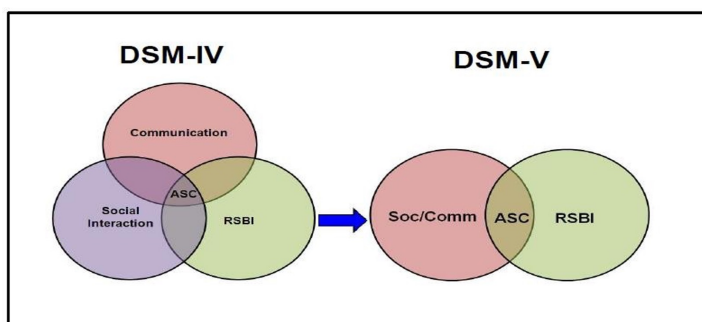 DSM-IV
Communication
ASC
Social
Interaction
RSBI
DSM-V
Soc/Comm
ASC
RSBI